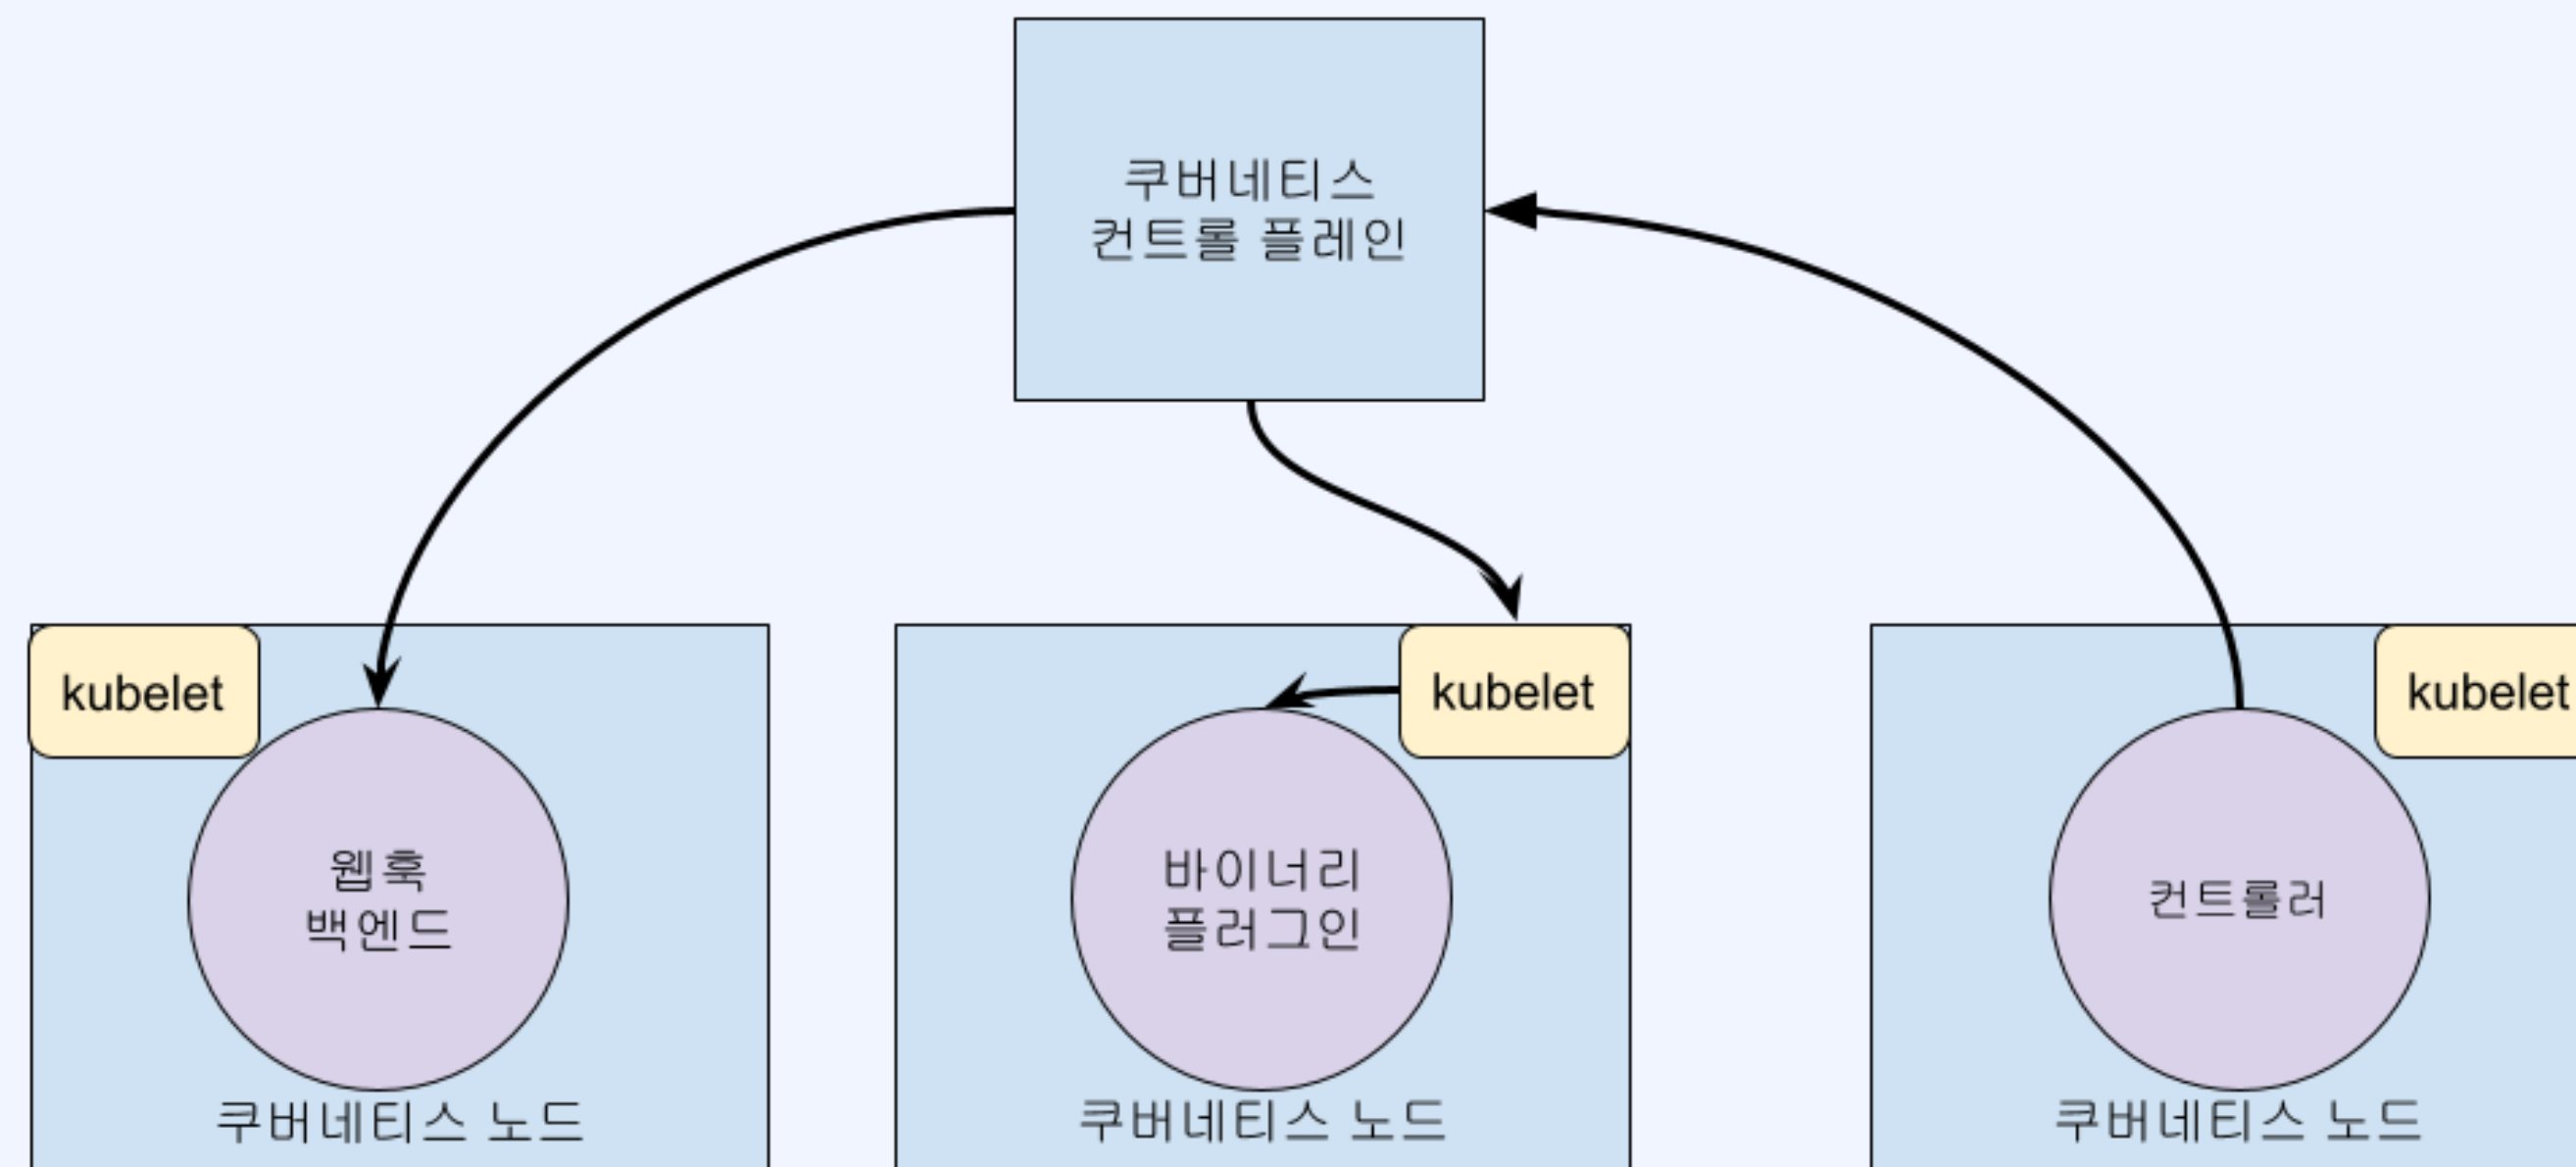 쿠버네티스
컨트롤 플레인
kubelet
kubelet
kubelet
웹훅
백엔드
바이너리
플러그인
컨트롤러
쿠버네티스 노드
쿠버네티스 노드
쿠버네티스 노드